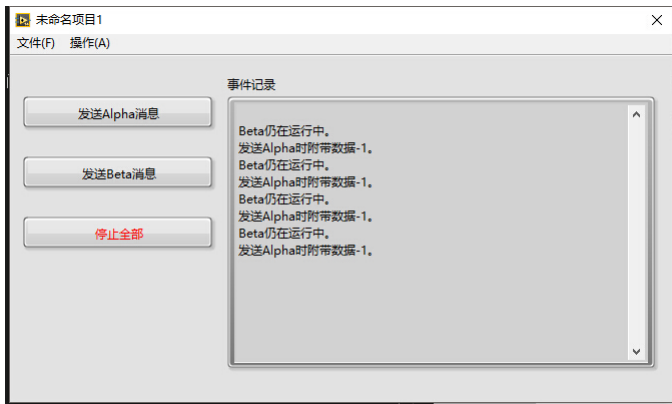 未命名项目1
文件(F) 操作(A)
事件记录
发送Alpha消息
发送Beta消息
停止全部
Beta仍在运行中。
发送Alpha时附带数据-1。
Beta仍在运行中。
发送Alpha时附带数据-1。
Beta仍在运行中。
发送Alpha时附带数据-1。
Beta仍在运行中。
发送Alpha时附带数据-1。